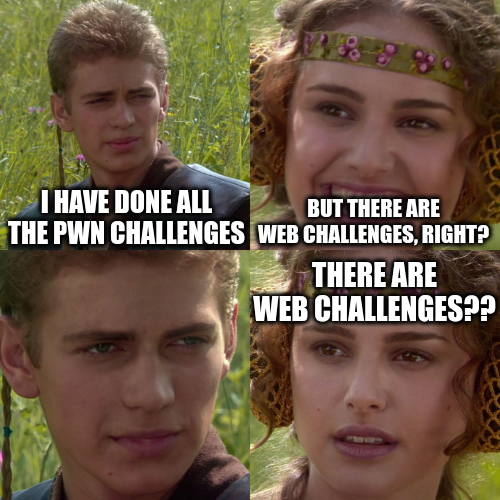 I HAVE DONE ALL
THE PWN CHALLENGES
BUT THERE ARE
WEB CHALLENGES, RIGHT?
THERE ARE
WEB CHALLENGES??